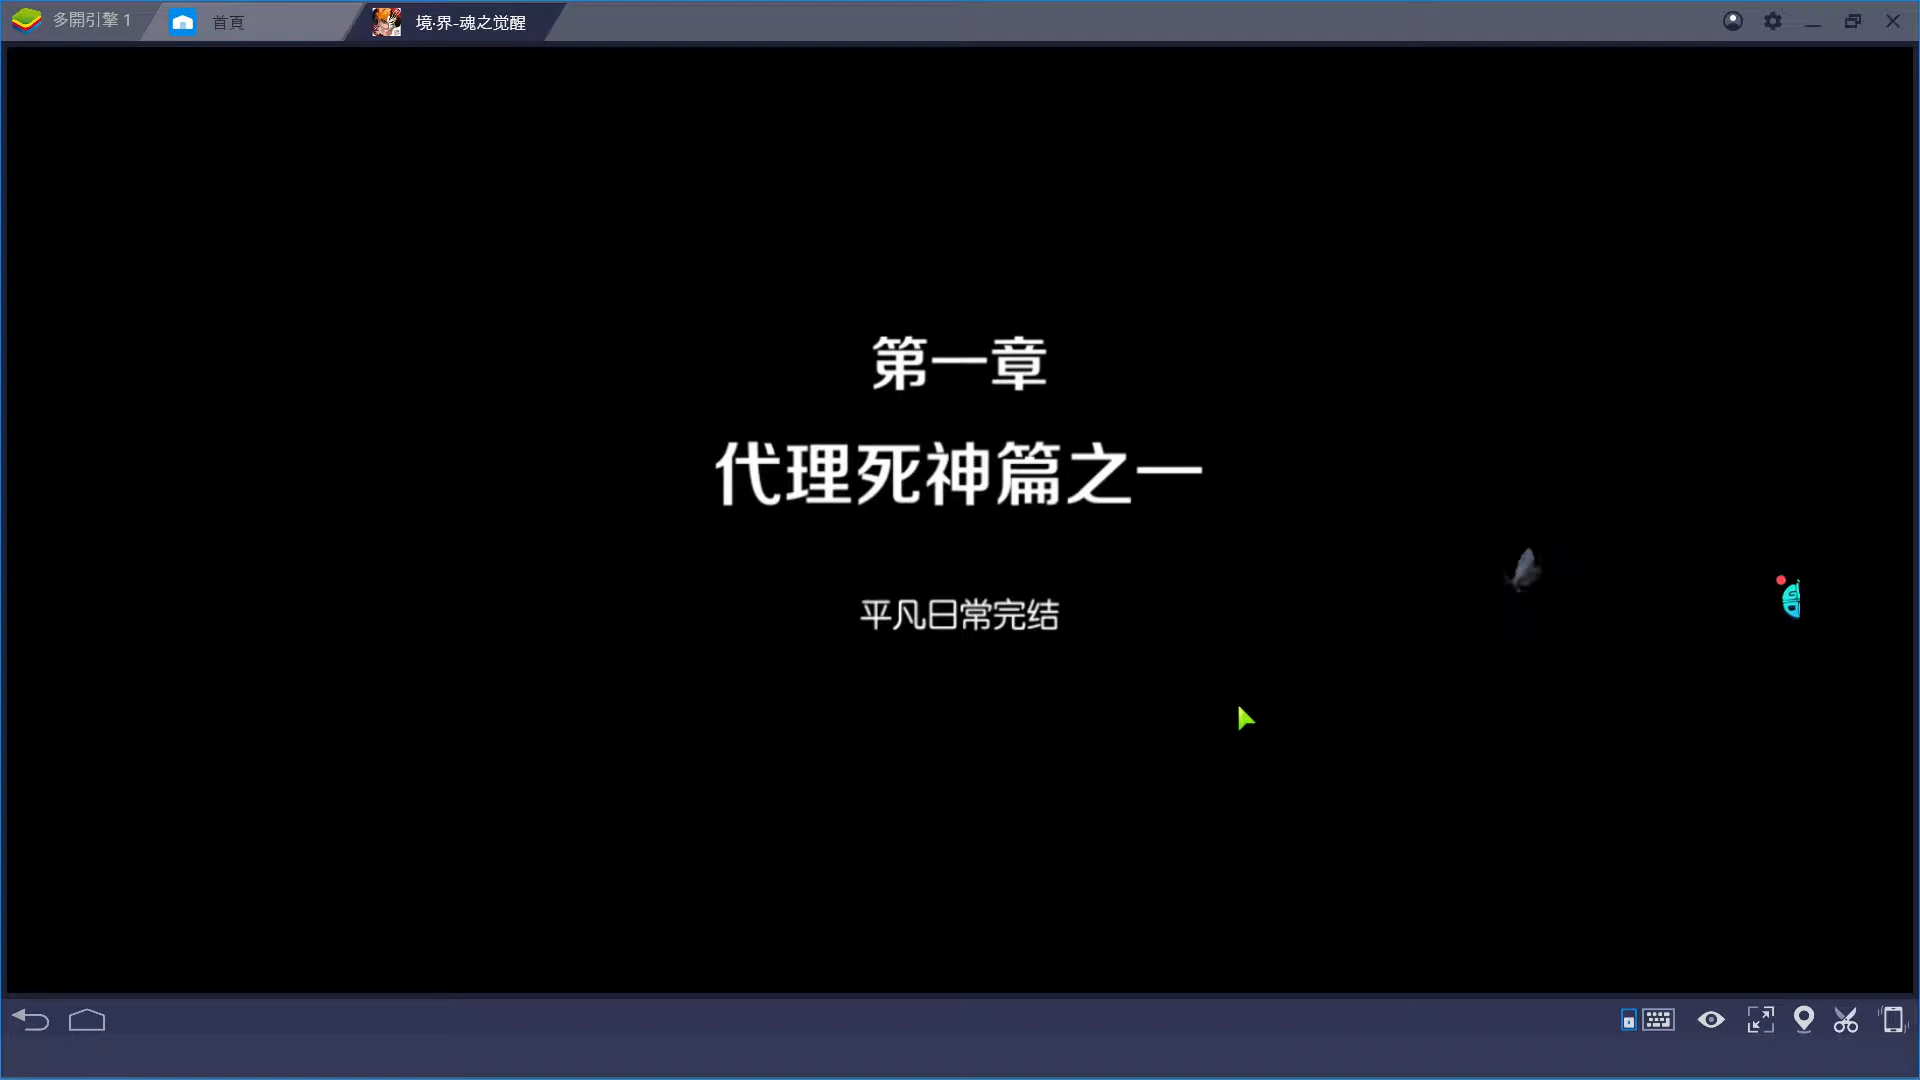 多開引擎 1
首頁
境·界-魂之觉醒
第一章
代理死神篇之一
平凡日常完结